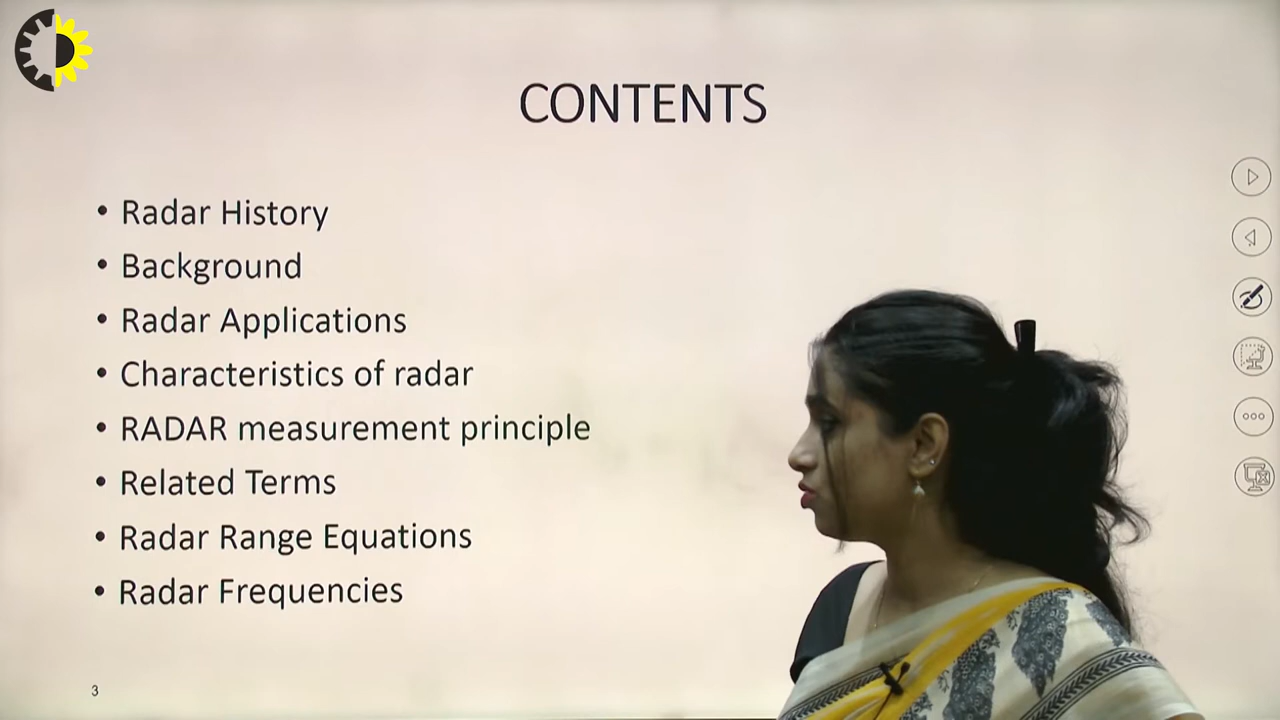 CONTENTS
• Radar History
• Background
• Radar Applications
• Characteristics of radar
• RADAR measurement principle
• Related Terms
• Radar Range Equations
• Radar Frequencies
3